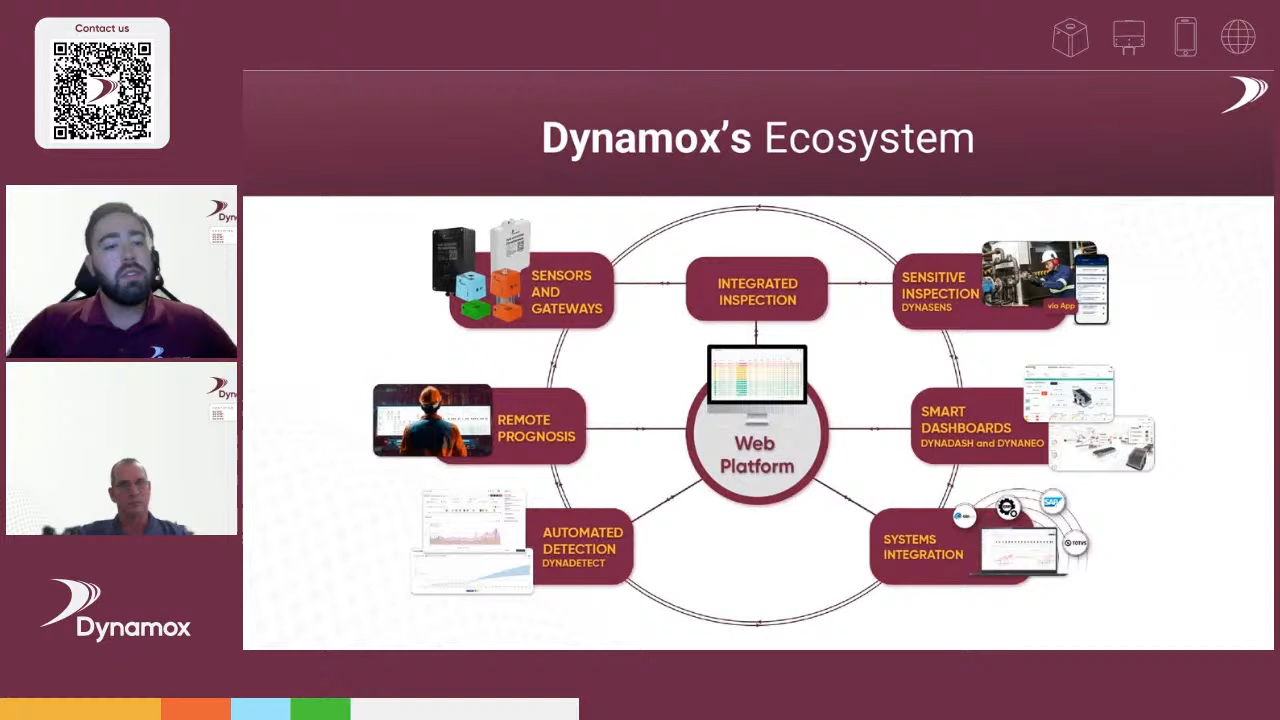 Contact us
Dynamox's Ecosystem
SENSORS
AND
GATEWAYS
INTEGRATED
INSPECTION
SENSITIVE
INSPECTION
DYNASENS
via App
REMOTE
PROGNOSIS
Web
Platform
SMART
DASHBOARDS
DYNADASH and DYNANEO
AUTOMATED
DETECTION
DYNADETECT
SYSTEMS
INTEGRATION
SAP
TOTVS
Dynamox